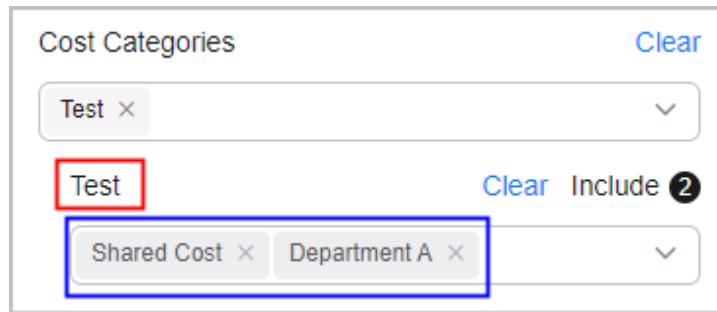 Cost Categories Clear
Test ×
Test Clear Include 2
Shared Cost × Department A ×